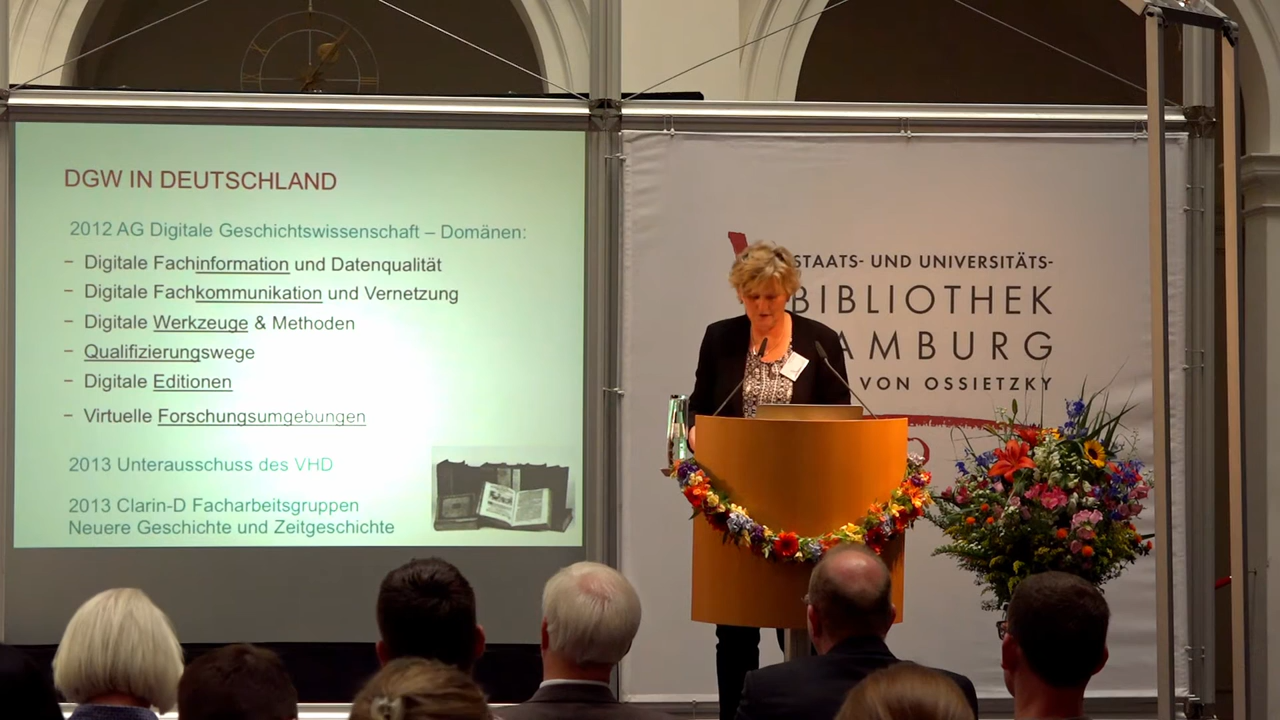 DGW IN DEUTSCHLAND
2012 AG Digitale Geschichtswissenschaft – Domänen:
– Digitale Fachinformation und Datenqualität
– Digitale Fachkommunikation und Vernetzung
– Digitale Werkzeuge & Methoden
– Qualifizierungswege
– Digitale Editionen
– Virtuelle Forschungsumgebungen
2013 Unterausschuss des VHD
2013 Clarin-D Facharbeitsgruppen
Neuere Geschichte und Zeitgeschichte
STAATS- UND UNIVERSITÄTS-
BIBLIOTHEK
AMBURG
VON OSSIETZKY